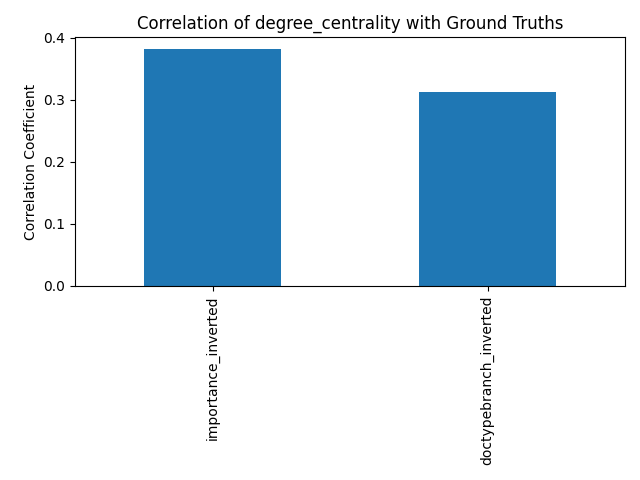 Correlation of degree_centrality with Ground Truths
Correlation Coefficient
0.4
0.3
0.2
0.1
0.0
importance_inverted
doctypebranch_inverted